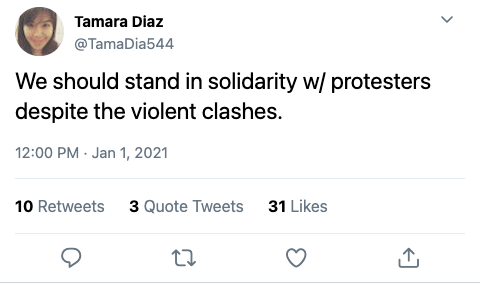 Tamara Diaz
@TamaDia544
We should stand in solidarity w/ protesters
despite the violent clashes.
12:00 PM · Jan 1, 2021
10 Retweets 3 Quote Tweets 31 Likes